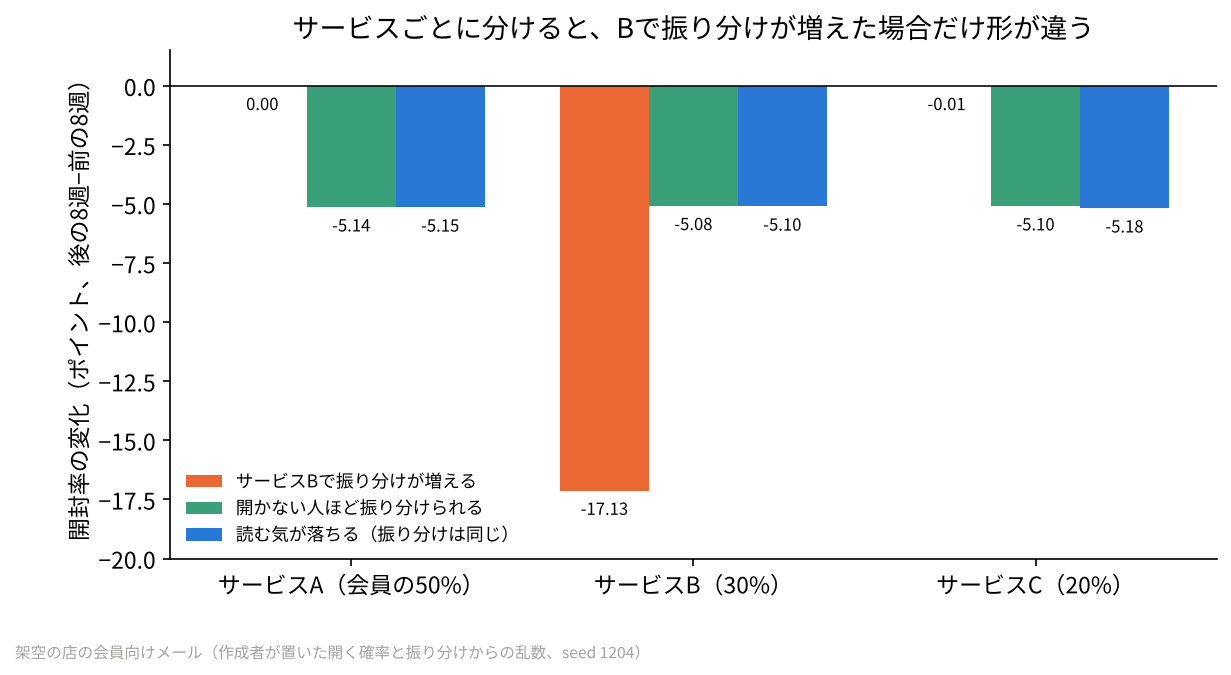 サービスごとに分けると、Bで振り分けが増えた場合だけ形が違う
開封率の変化（ポイント、後の8週−前の8週）
0.0
−2.5
−5.0
−7.5
−10.0
−12.5
−15.0
−17.5
−20.0
0.00
-5.14
-5.15
-17.13
-5.08
-5.10
-0.01
-5.10
-5.18
サービスBで振り分けが増える
開かない人ほど振り分けられる
読む気が落ちる（振り分けは同じ）
サービスA（会員の50%）
サービスB（30%）
サービスC（20%）
架空の店の会員向けメール（作成者が置いた開く確率と振り分けからの乱数、seed 1204）